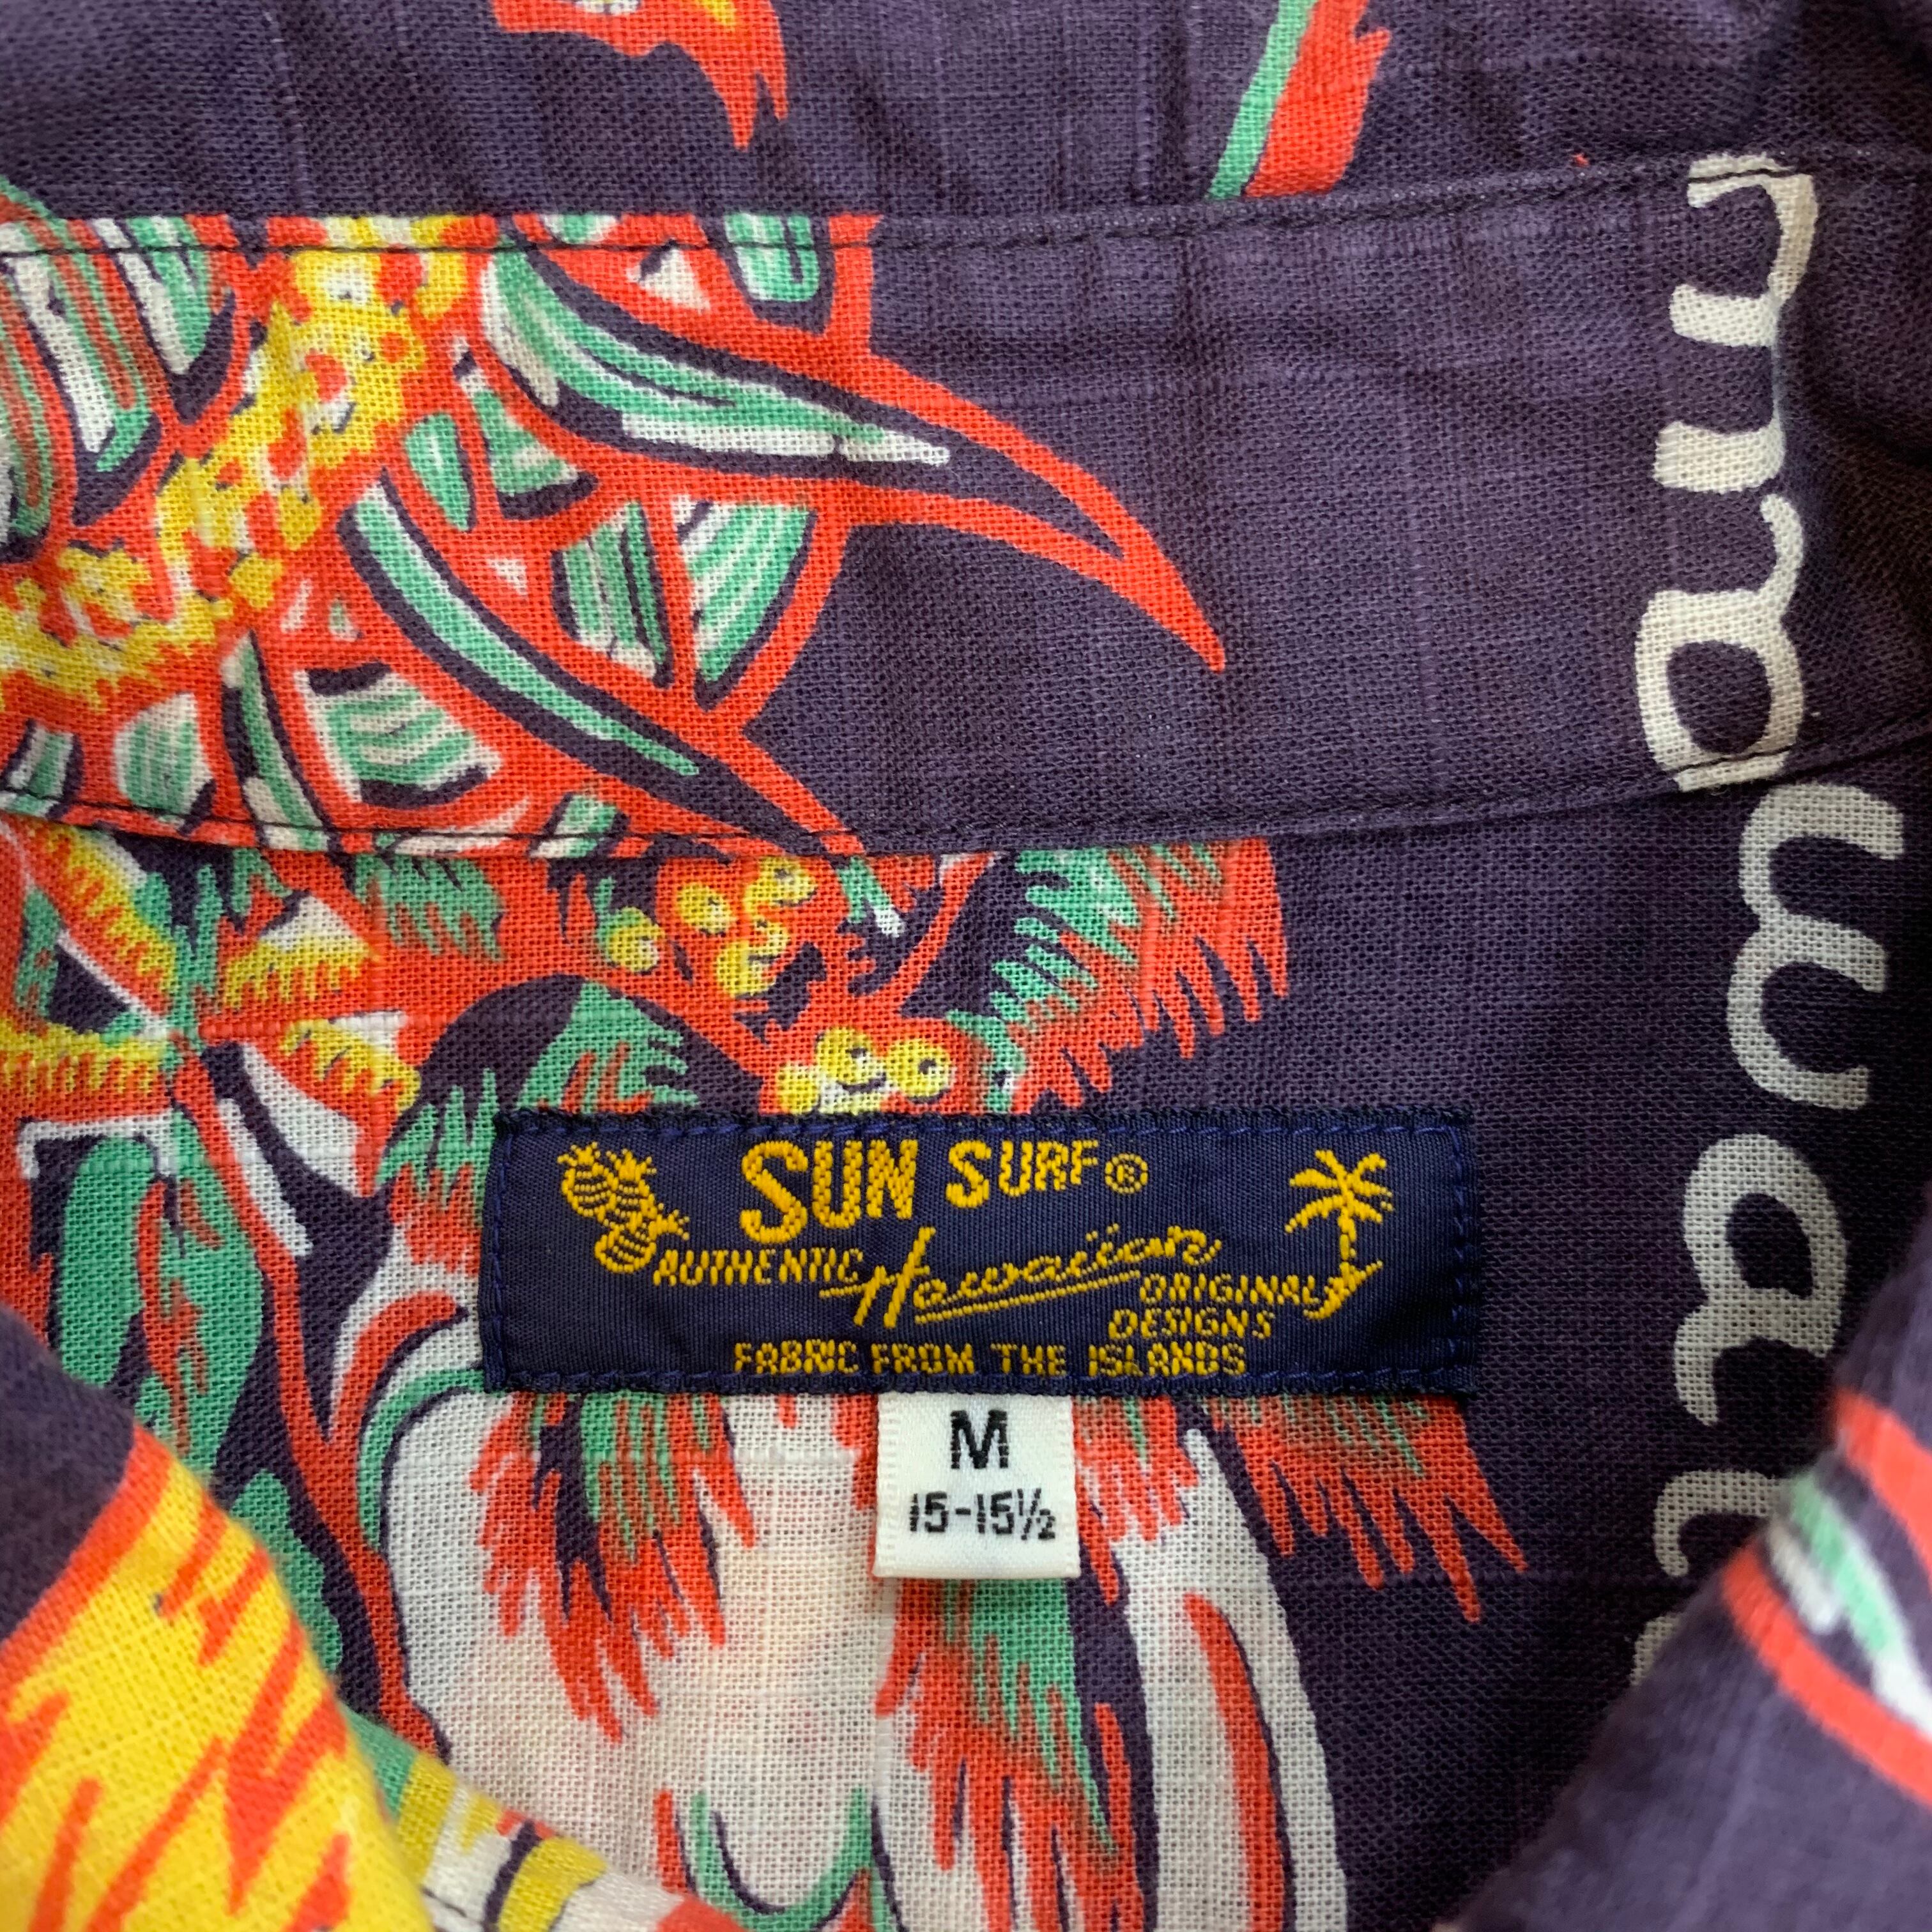 SUN SURF®
AUTHENTIC Hawaiian ORIGINAL
DESIGNS
FABRIC FROM THE ISLANDS
M
15-15½